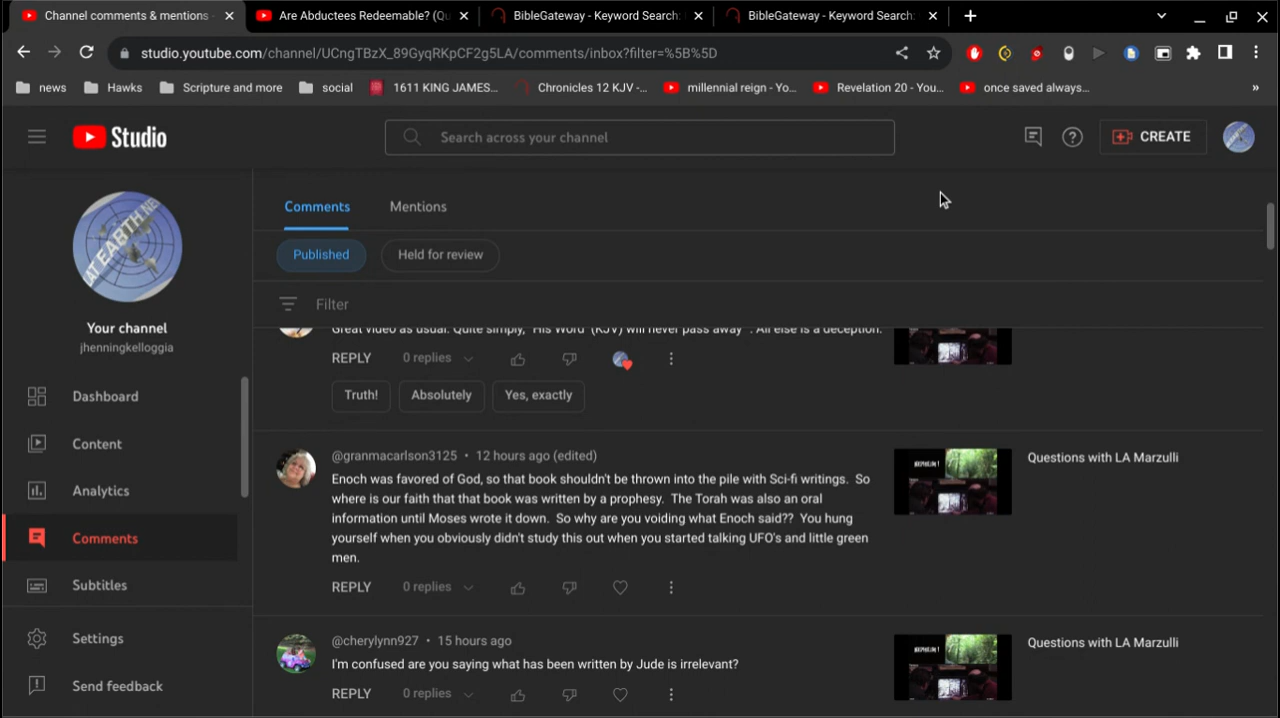 Channel comments & mentions -
Are Abductees Redeemable? (Qu
BibleGateway - Keyword Search:
BibleGateway - Keyword Search:
studio.youtube.com/channel/UCngTBzX_89GyqRKpCF2g5LA/comments/inbox?filter=%5B%5D
news
Hawks
Scripture and more
social
1611 KING JAMES...
Chronicles 12 KJV -...
millennial reign - Yo...
Revelation 20 - You...
once saved always...
»
Studio
Search across your channel
CREATE
LAT EARTH NE
Your channel
jhenningkelloggia
Dashboard
Content
Analytics
Comments
Subtitles
Settings
Send feedback
Comments
Mentions
Published
Held for review
Filter
Great video as usual. Quite simply, "His Word" (KJV) will never pass away". All else is a deception.
REPLY
0 replies
Truth!
Absolutely
Yes, exactly
@granmacarlson3125 • 12 hours ago (edited)
Enoch was favored of God, so that book shouldn't be thrown into the pile with Sci-fi writings. So
where is our faith that that book was written by a prophesy. The Torah was also an oral
information until Moses wrote it down. So why are you voiding what Enoch said?? You hung
yourself when you obviously didn't study this out when you started talking UFO's and little green
men.
REPLY
0 replies
Questions with LA Marzulli
@cherylynn927 • 15 hours ago
I'm confused are you saying what has been written by Jude is irrelevant?
REPLY
0 replies
Questions with LA Marzulli